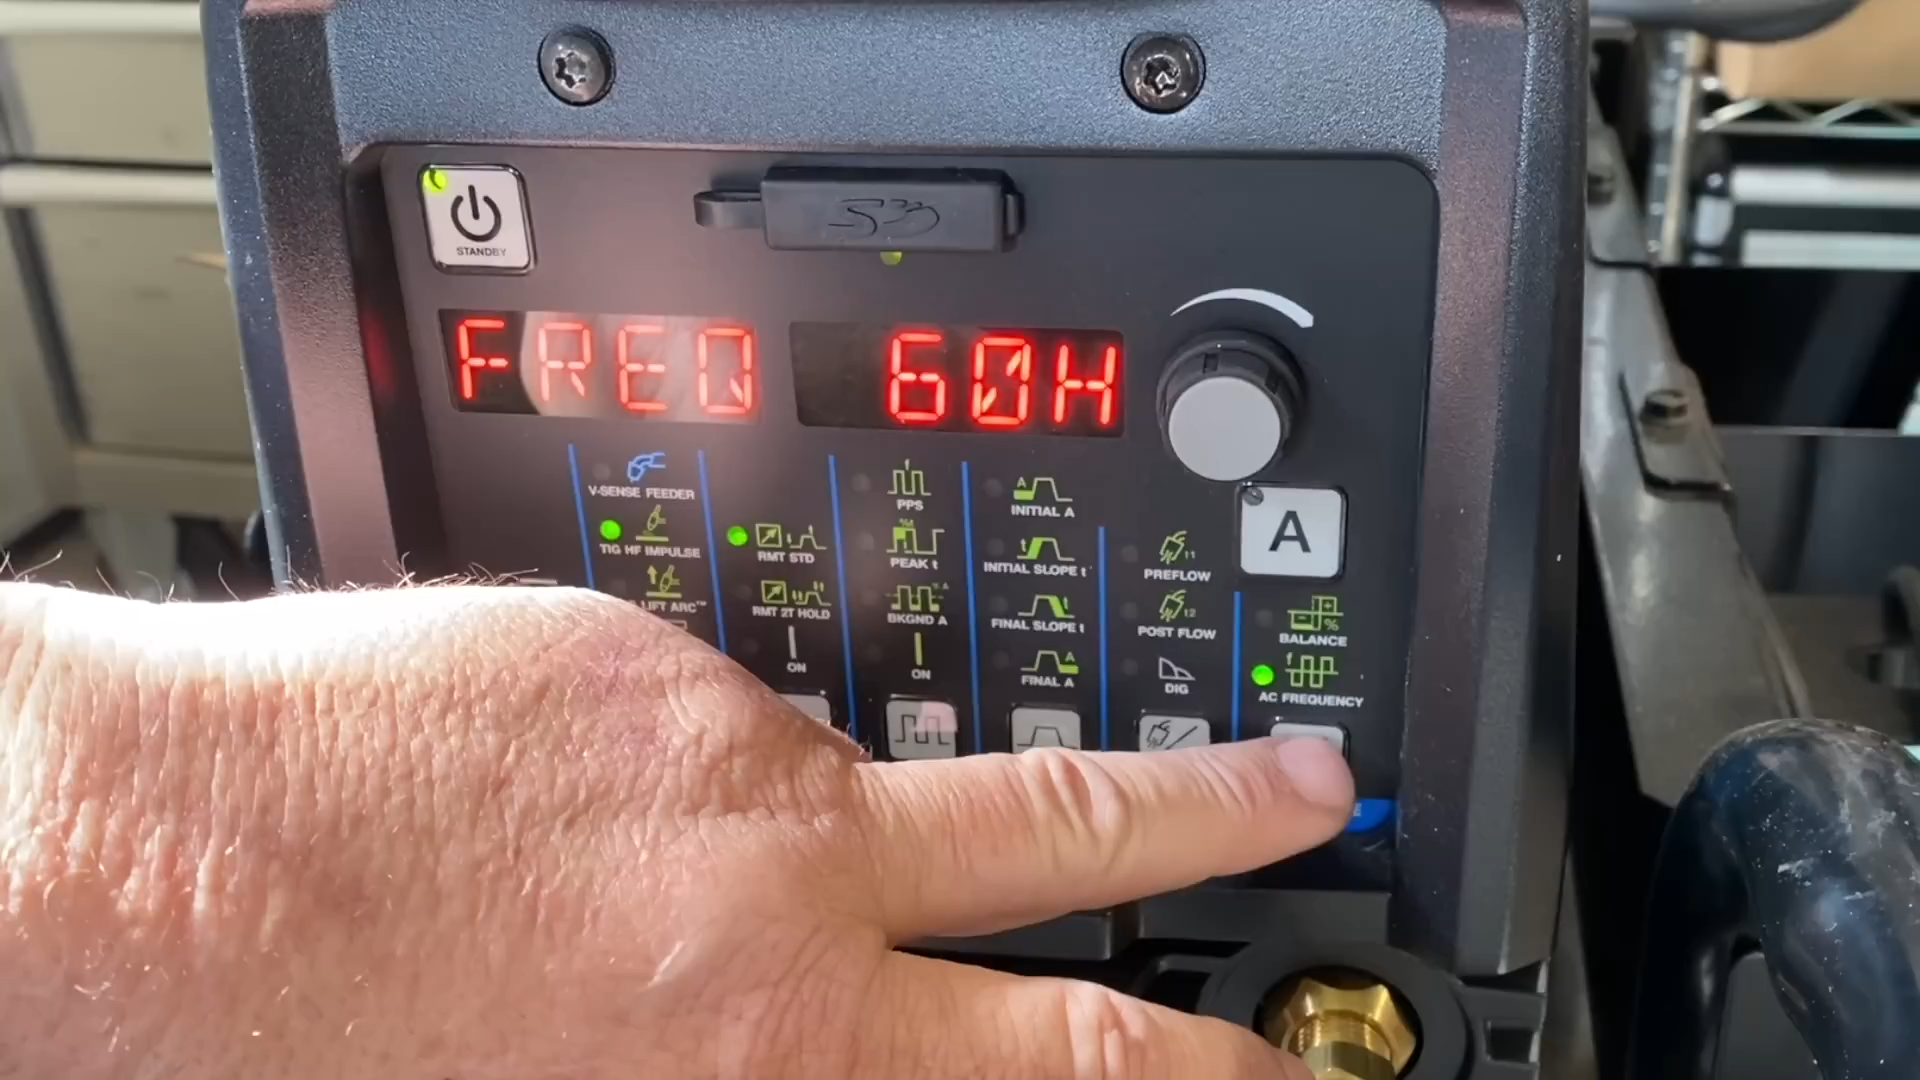 STANDBY
FREQ 60H
V-SENSE FEEDER
TIG HF IMPULSE
LIFT ARC™
RMT STD
RMT 2T HOLD
ON
PPS
PEAK t
BKGND A
ON
A
INITIAL A
INITIAL SLOPE t
FINAL SLOPE t
A
FINAL A
PREFLOW
POST FLOW
DIG
A
%
BALANCE
f
AC FREQUENCY
E